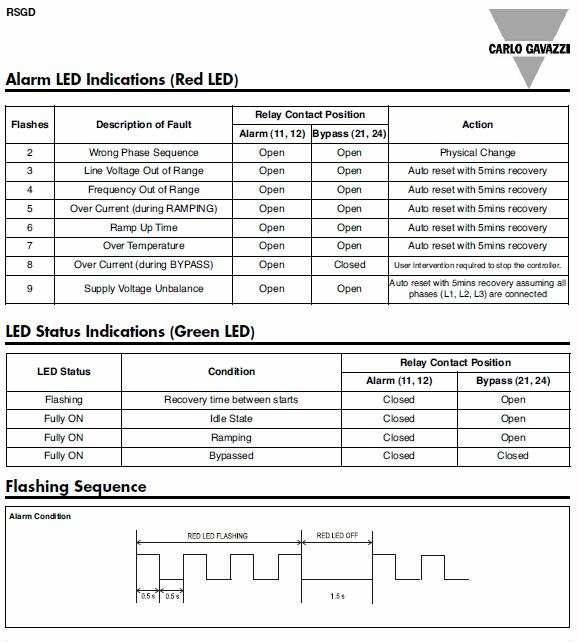 RSGD
CARLO GAVAZZI
Alarm LED Indications (Red LED)
Flashes Description of Fault Relay Contact Position Action
Alarm (11, 12) Bypass (21, 24)
2 Wrong Phase Sequence Open Open Physical Change
3 Line Voltage Out of Range Open Open Auto reset with 5mins recovery
4 Frequency Out of Range Open Open Auto reset with 5mins recovery
5 Over Current (during RAMPING) Open Open Auto reset with 5mins recovery
6 Ramp Up Time Open Open Auto reset with 5mins recovery
7 Over Temperature Open Open Auto reset with 5mins recovery
8 Over Current (during BYPASS) Open Closed User intervention required to stop the controller.
9 Supply Voltage Unbalance Open Open Auto reset with 5mins recovery assuming all
phases (L1, L2, L3) are connected
LED Status Indications (Green LED)
LED Status Condition Relay Contact Position
Alarm (11, 12) Bypass (21, 24)
Flashing Recovery time between starts Closed Open
Fully ON Idle State Closed Open
Fully ON Ramping Closed Open
Fully ON Bypassed Closed Closed
Flashing Sequence
Alarm Condition
RED LED FLASHING RED LED OFF
0.5 s 0.5 s 1.5 s